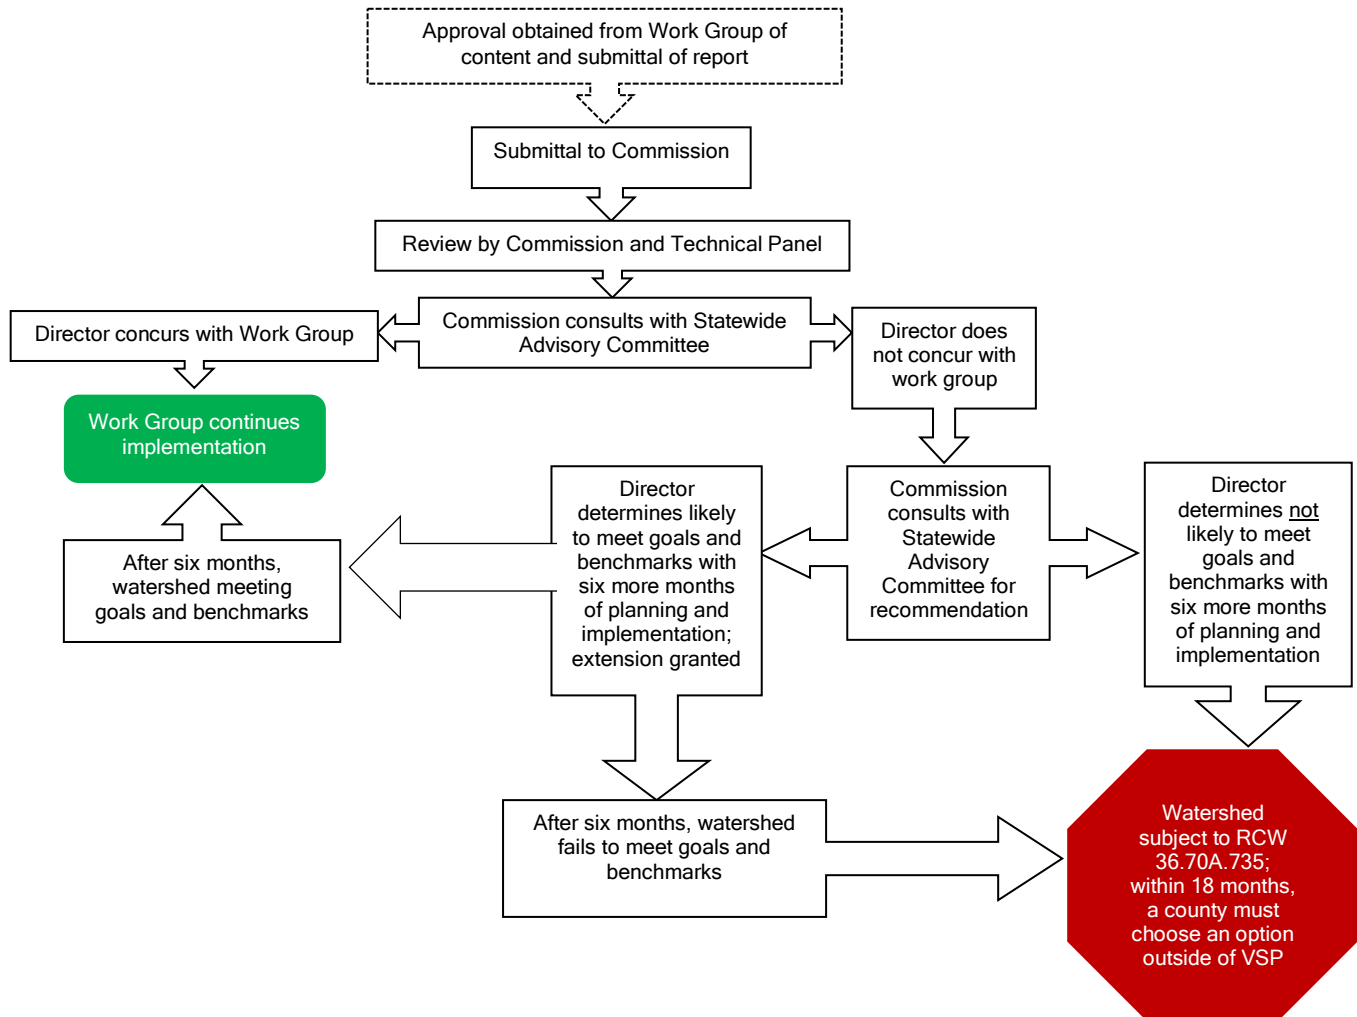 Approval obtained from Work Group of
content and submittal of report
Submittal to Commission
Review by Commission and Technical Panel
Commission consults with Statewide
Advisory Committee
Director concurs with Work Group
Director does
not concur with
work group
Work Group continues
implementation
Commission
consults with
Statewide
Advisory
Committee for
recommendation
Director
determines likely
to meet goals and
benchmarks with
six more months
of planning and
implementation;
extension granted
Director
determines not
likely to meet
goals and
benchmarks with
six more months
of planning and
implementation
After six months,
watershed meeting
goals and benchmarks
After six months, watershed
fails to meet goals and
benchmarks
Watershed
subject to RCW
36.70A.735;
within 18 months,
a county must
choose an option
outside of VSP